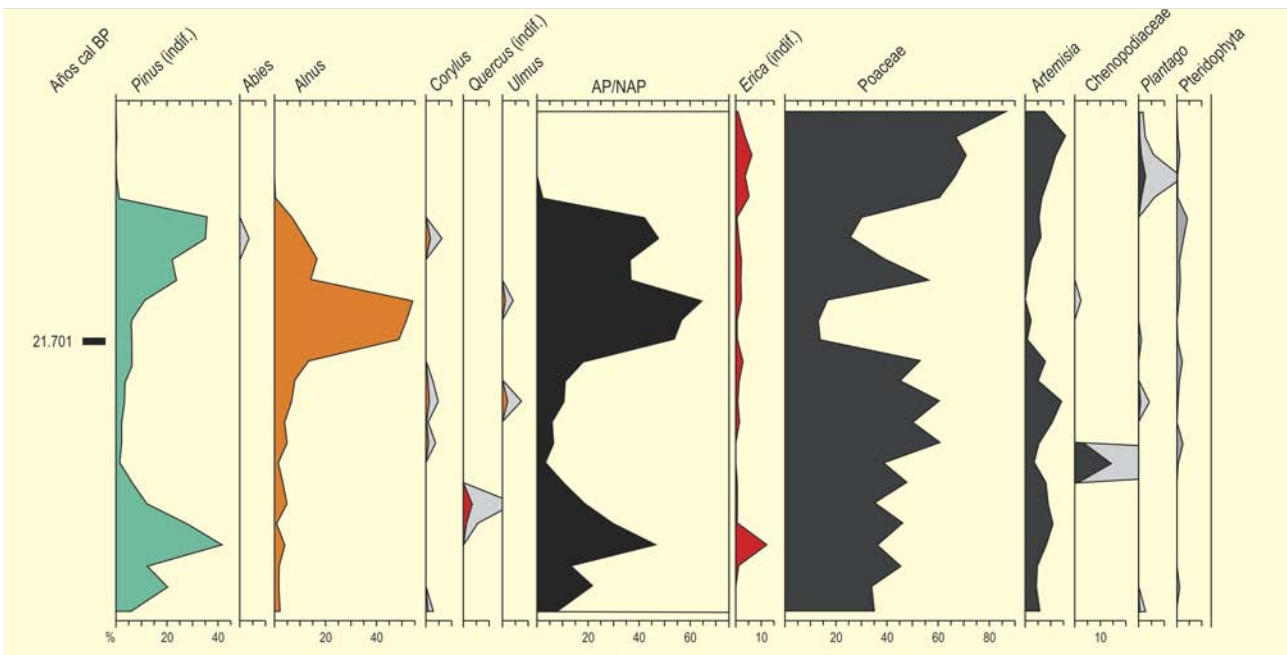 Años cal BP
Pinus (indif.)
Abies
Alnus
Corylus
Quercus (indif.)
Ulmus
AP/NAP
Erica (indif.)
Poaceae
Artemisia
Chenopodiaceae
Plantago
Pteridophyta
21.701
% 20 40 20 40 20 40 60 10 20 40 60 80 10